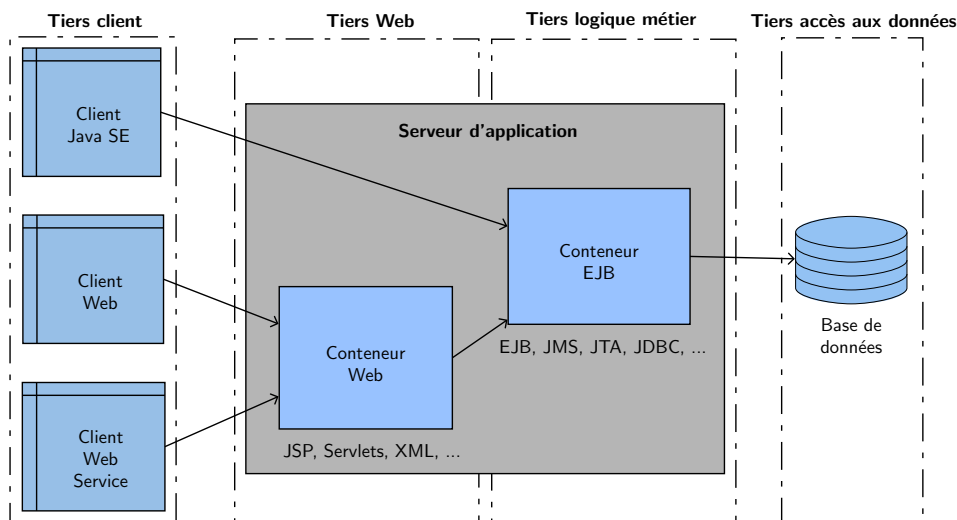 Tiers client
Tiers Web
Tiers logique métier
Tiers accès aux données
Client
Java SE
Serveur d'application
Conteneur
EJB
Client
Web
EJB, JMS, JTA, JDBC, ...
Base de
données
Conteneur
Web
JSP, Servlets, XML, ...
Client
Web
Service